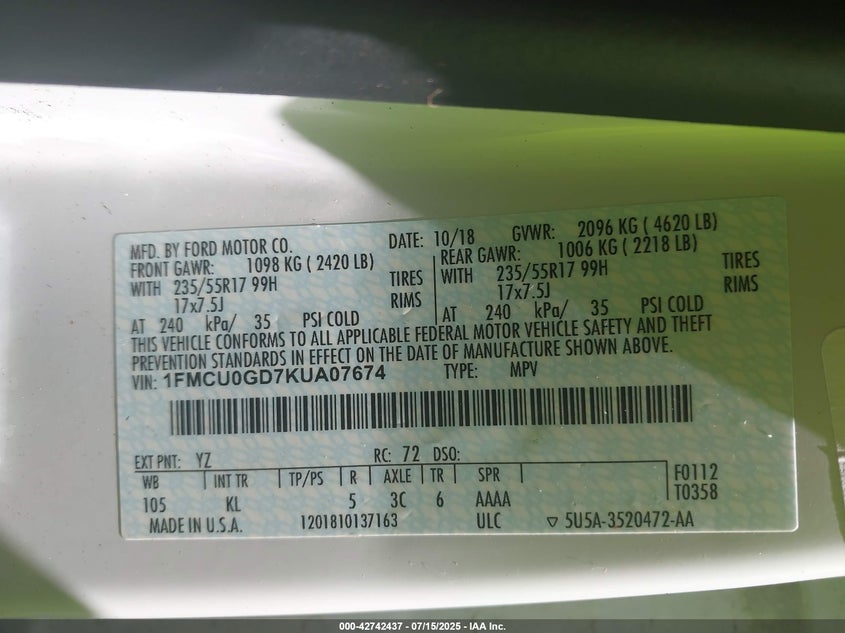 MFD. BY FORD MOTOR CO. DATE: 10/18 GVWR: 2096 KG ( 4620 LB)
FRONT GAWR: 1098 KG ( 2420 LB) REAR GAWR: 1006 KG ( 2218 LB)
WITH 235/55R17 99H TIRES WITH 235/55R17 99H TIRES
17x7.5J RIMS 17x7.5J RIMS
AT 240 kPa/ 35 PSI COLD AT 240 kPa/ 35 PSI COLD
THIS VEHICLE CONFORMS TO ALL APPLICABLE FEDERAL MOTOR VEHICLE SAFETY AND THEFT
PREVENTION STANDARDS IN EFFECT ON THE DATE OF MANUFACTURE SHOWN ABOVE.
VIN: 1FMCU0GD7KUA07674 TYPE: MPV
EXT PNT: YZ RC: 72 DSO:
WB INT TR TP/PS R AXLE TR SPR F0112
105 KL 5 3C 6 AAAA T0358
MADE IN U.S.A. 1201810137163 ULC ▽ 5U5A-3520472-AA
000-42742437 - 07/15/2025 - IAA Inc.